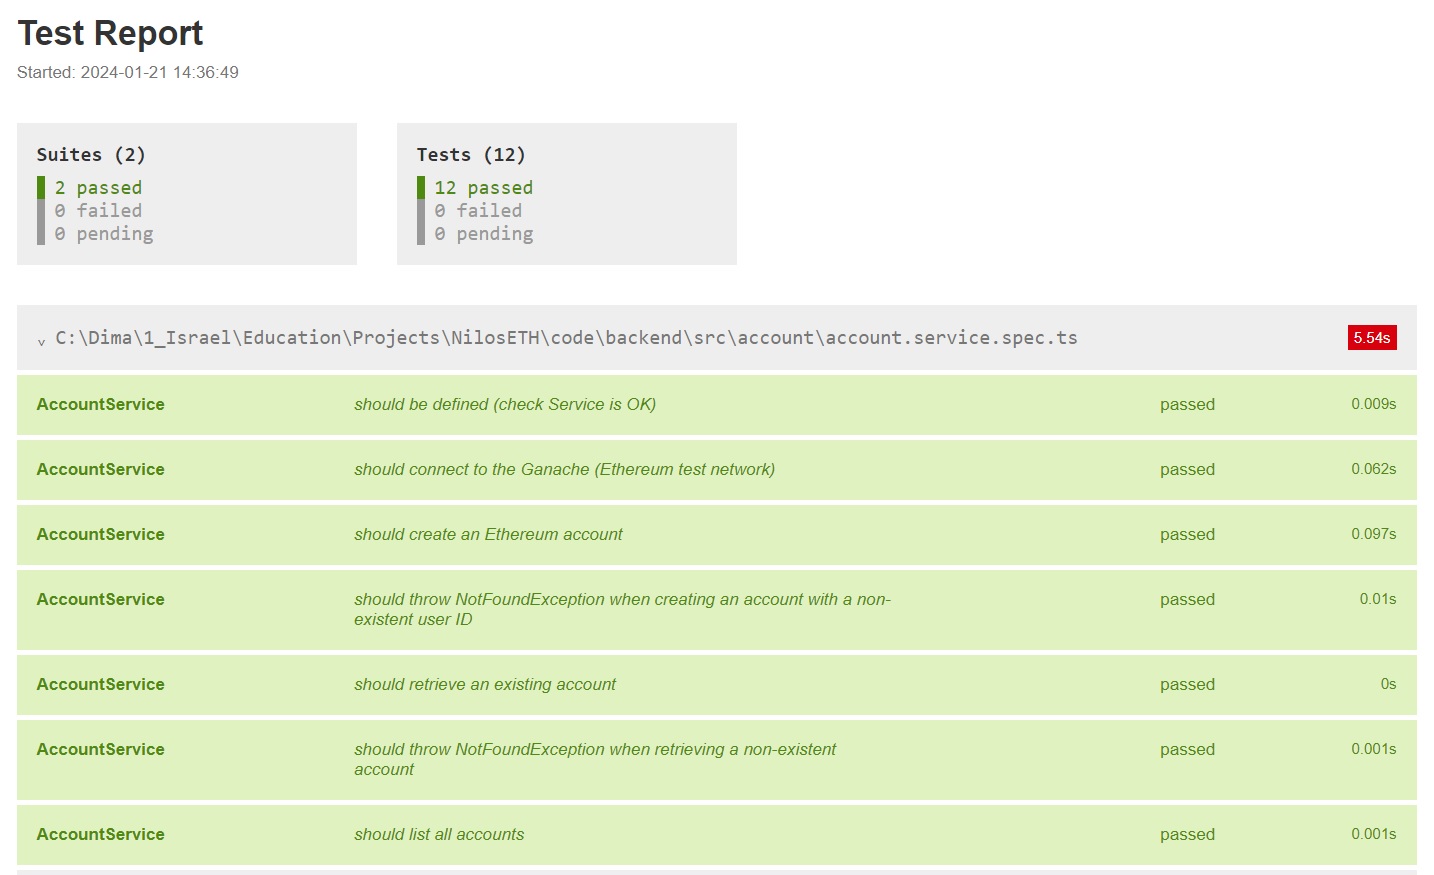 Test Report
Started: 2024-01-21 14:36:49
Suites (2)
2 passed
0 failed
0 pending
Tests (12)
12 passed
0 failed
0 pending
C:\Dima\1_Israel\Education\Projects\NilosETH\code\backend\src\account\account.service.spec.ts 5.54s
AccountService should be defined (check Service is OK) passed 0.009s
AccountService should connect to the Ganache (Ethereum test network) passed 0.062s
AccountService should create an Ethereum account passed 0.097s
AccountService should throw NotFoundException when creating an account with a non- passed 0.01s
existent user ID
AccountService should retrieve an existing account passed 0s
AccountService should throw NotFoundException when retrieving a non-existent passed 0.001s
account
AccountService should list all accounts passed 0.001s